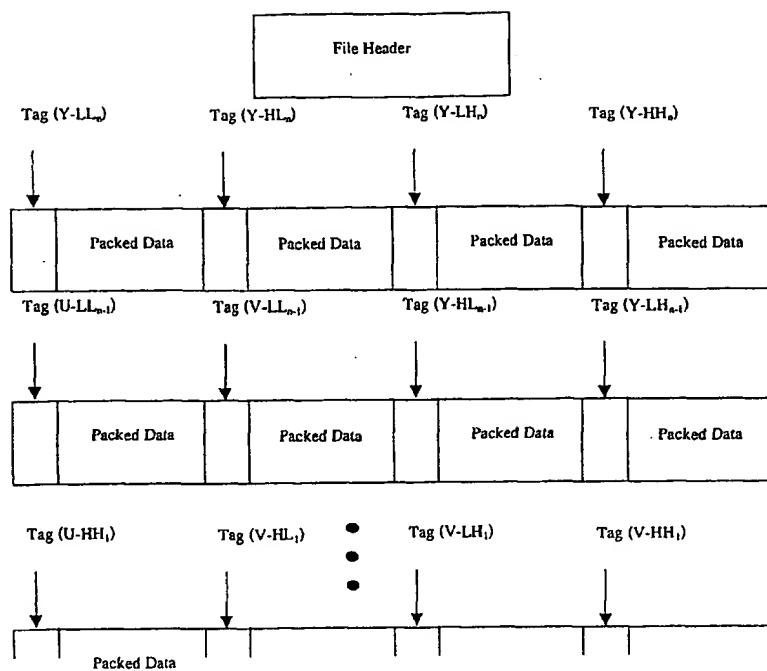 File Header
Tag (Y-LLₙ) Tag (Y-HLₙ) Tag (Y-LHₙ) Tag (Y-HHₙ)
Packed Data Packed Data Packed Data Packed Data
Tag (U-LLₙ₋₁) Tag (V-LLₙ₋₁) Tag (Y-HLₙ₋₁) Tag (Y-LHₙ₋₁)
Packed Data Packed Data Packed Data Packed Data
Tag (U-HH₁) Tag (V-HL₁) Tag (V-LH₁) Tag (V-HH₁)
Packed Data